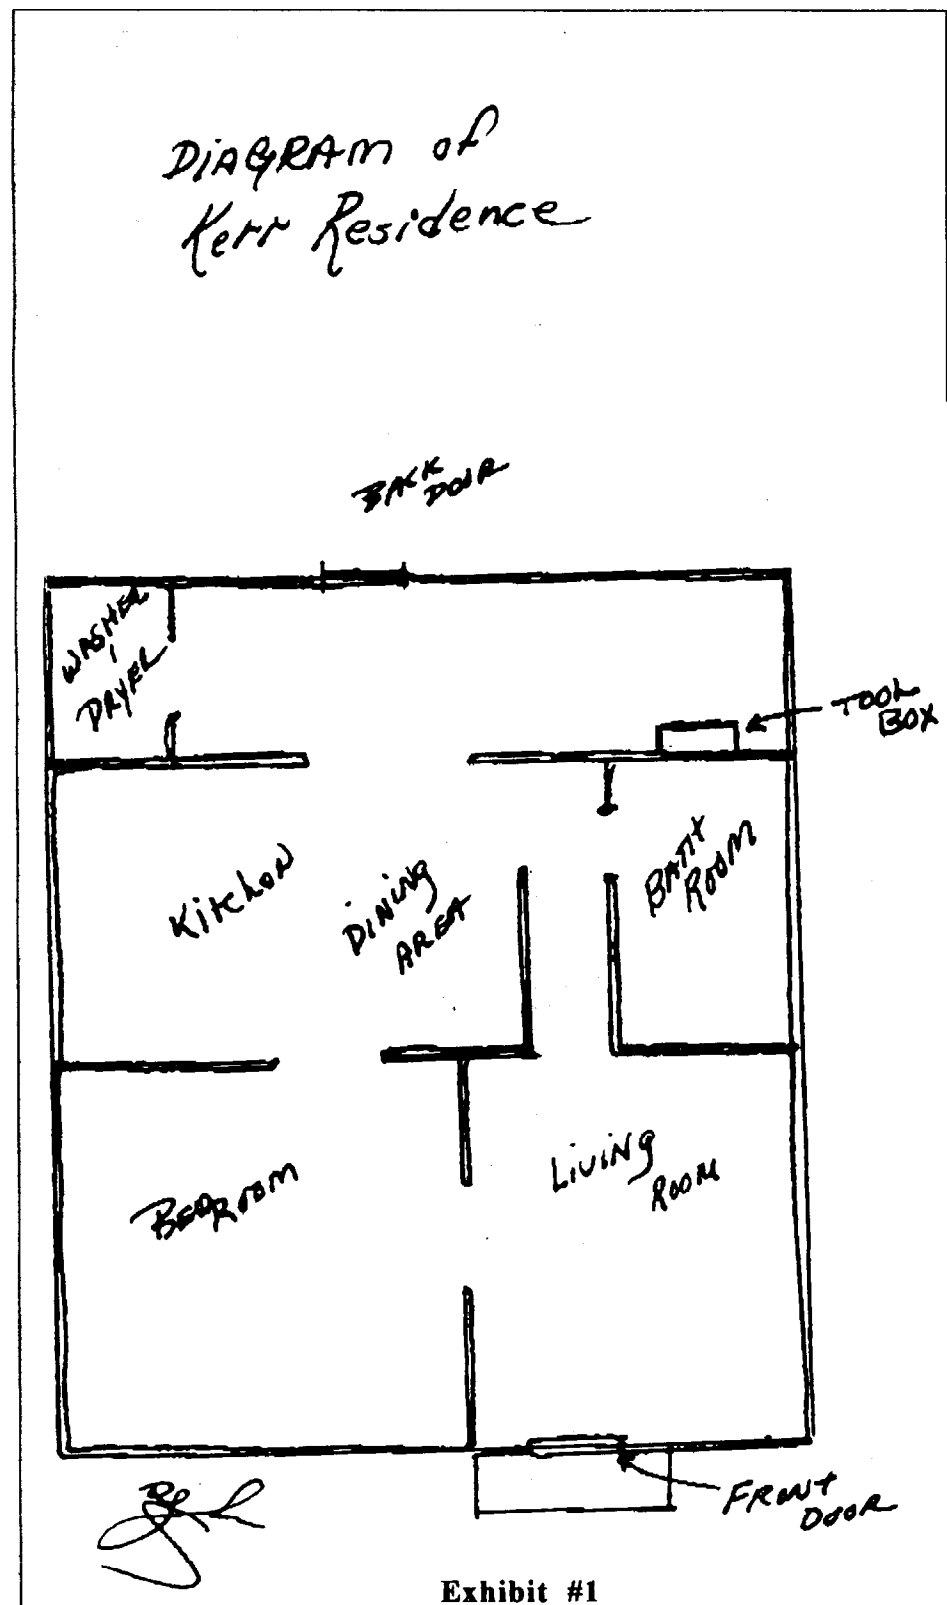 DiAGRAM of
Kerr Residence
BACK
DOOR
WASHER
DRYER
TOOL
BOX
Kitchen
DiNiNg
AREA
BATH
ROOM
BEDROOM
LiviNg
ROOM
FRONT
DOOR
Exhibit #1